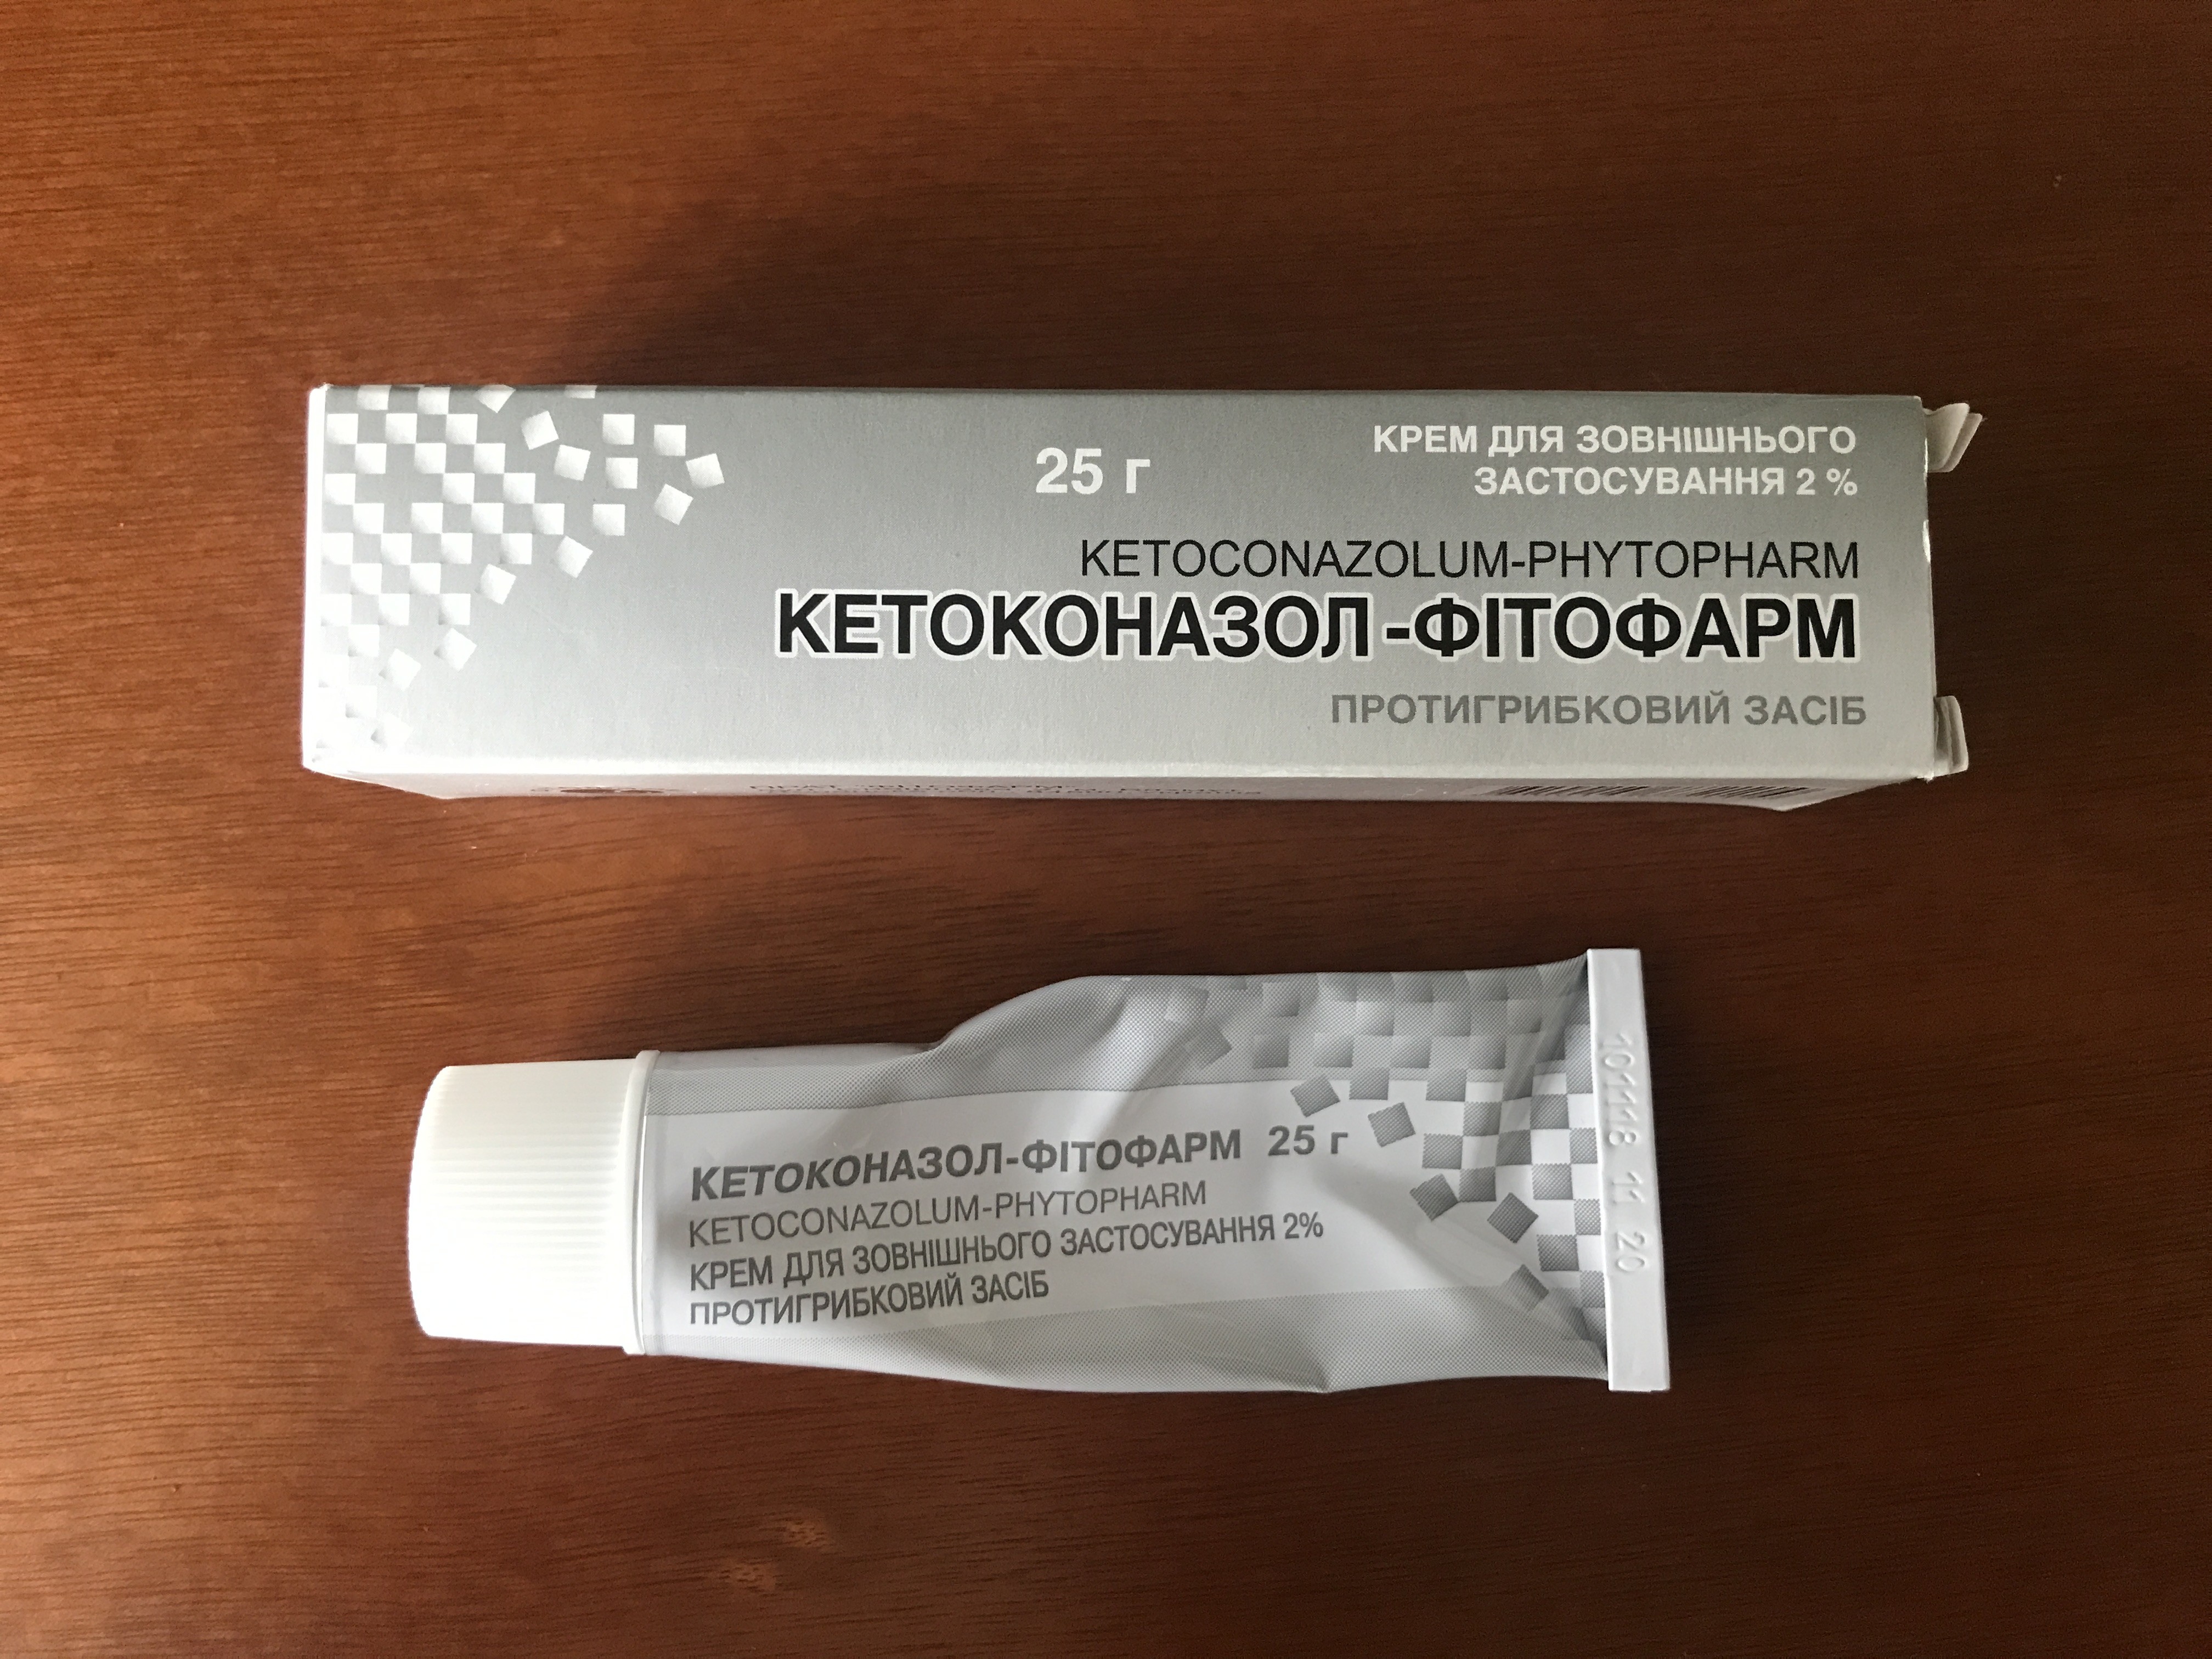 25 г
КРЕМ ДЛЯ ЗОВНІШНЬОГО
ЗАСТОСУВАННЯ 2 %
KETOCONAZOLUM-PHYTOPHARM
КЕТОКОНАЗОЛ-ФІТОФАРМ
ПРОТИГРИБКОВИЙ ЗАСІБ
КЕТОКОНАЗОЛ-ФІТОФАРМ 25 г
KETOCONAZOLUM-PHYTOPHARM
КРЕМ ДЛЯ ЗОВНІШНЬОГО ЗАСТОСУВАННЯ 2%
ПРОТИГРИБКОВИЙ ЗАСІБ
101118 11 20